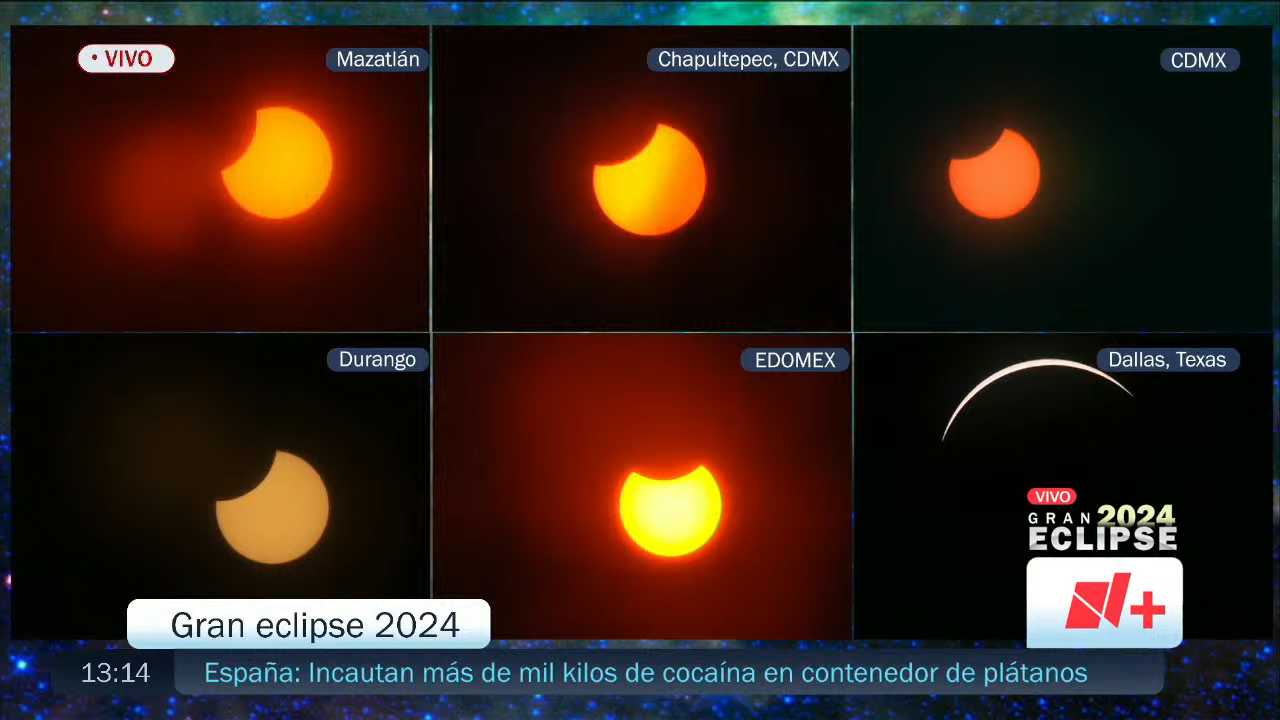 • VIVO
Mazatlán
Chapultepec, CDMX
CDMX
Durango
EDOMEX
Dallas, Texas
VIVO
GRAN 2024
ECLIPSE
N+
Gran eclipse 2024
13:14
España: Incautan más de mil kilos de cocaína en contenedor de plátanos